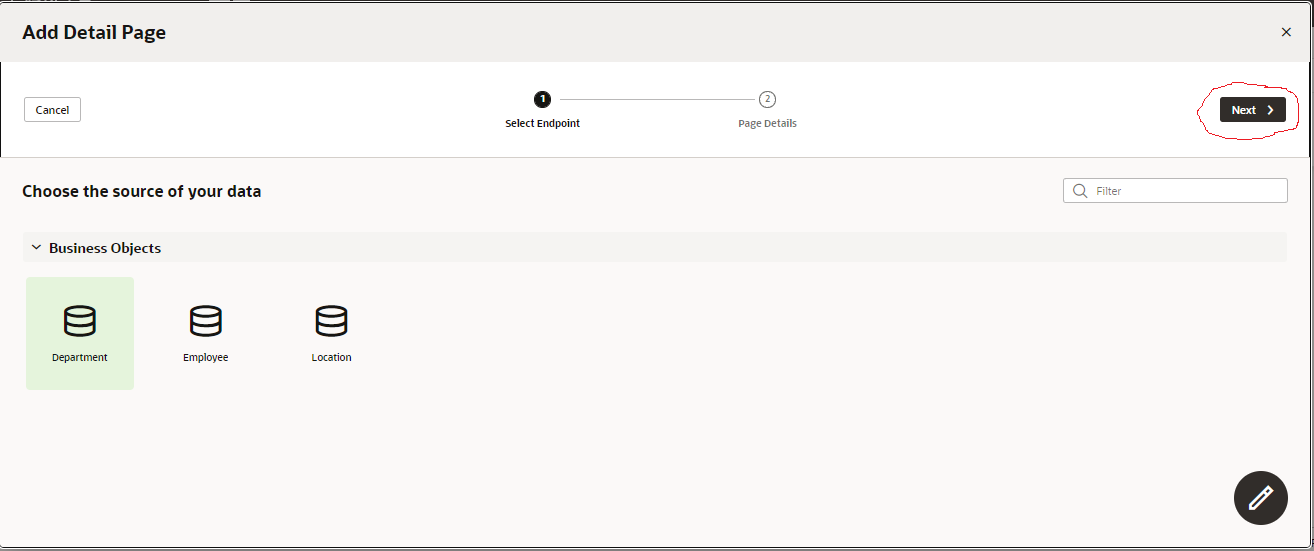 Add Detail Page
Cancel
1
2
Select Endpoint
Page Details
Next
Choose the source of your data
Filter
Business Objects
Department
Employee
Location